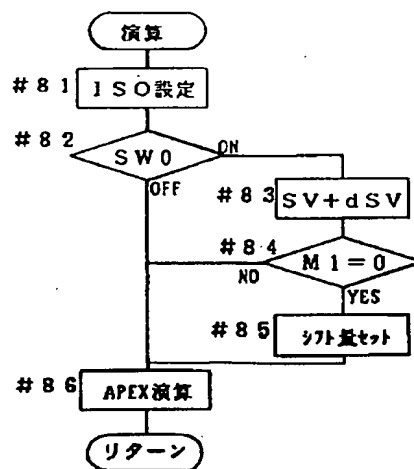 演算
#81 ISO設定
#82 SW0 ON
OFF
#83 SV+dSV
#84 M1=0
NO YES
#85 シフト量セット
#86 APEX演算
リターン